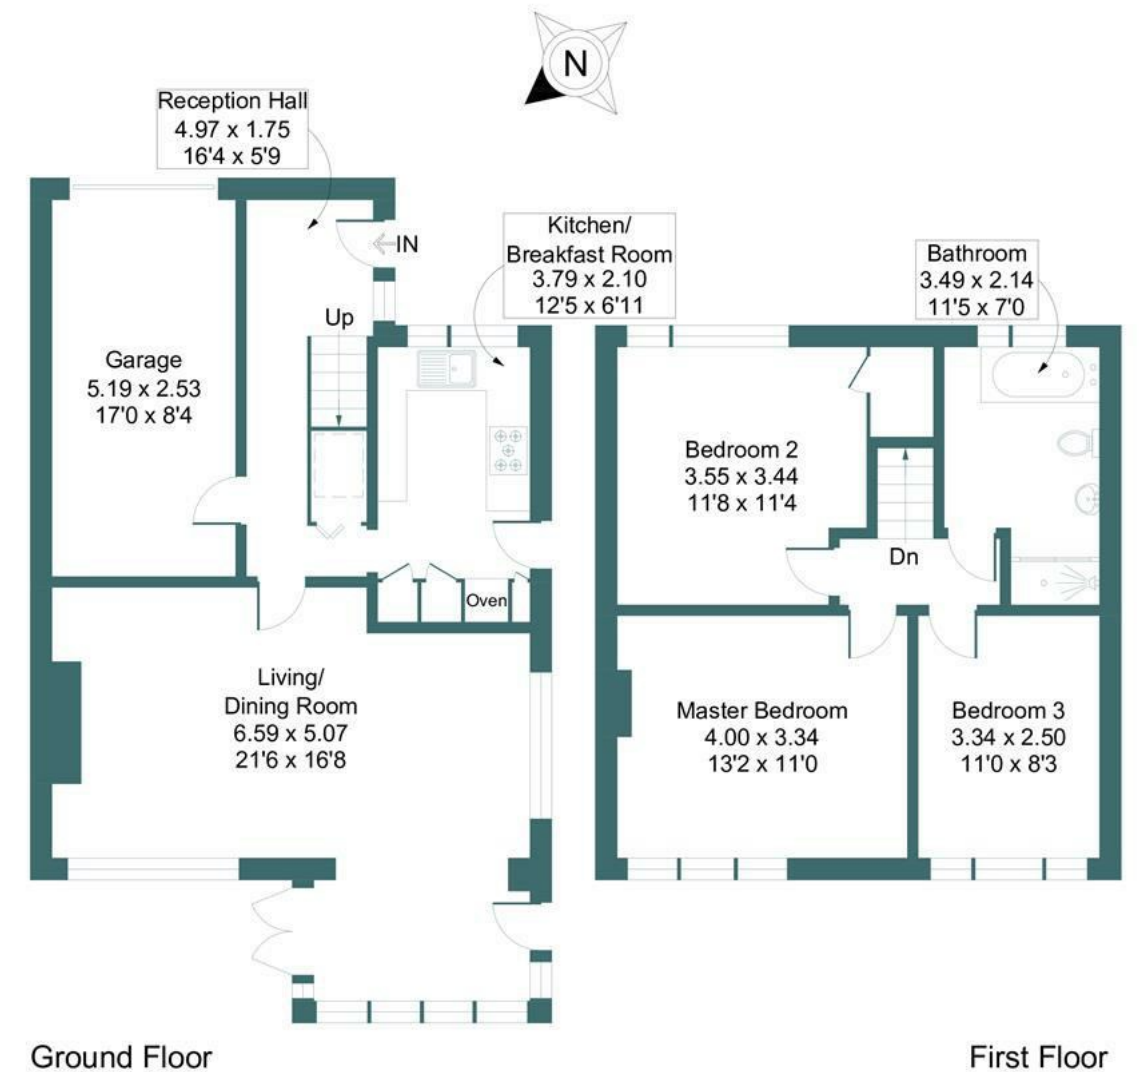 N
Reception Hall
4.97 x 1.75
16'4 x 5'9
Kitchen/
Breakfast Room
3.79 x 2.10
12'5 x 6'11
Bathroom
3.49 x 2.14
11'5 x 7'0
IN
Up
Garage
5.19 x 2.53
17'0 x 8'4
Bedroom 2
3.55 x 3.44
11'8 x 11'4
Dn
Oven
Living/
Dining Room
6.59 x 5.07
21'6 x 16'8
Master Bedroom
4.00 x 3.34
13'2 x 11'0
Bedroom 3
3.34 x 2.50
11'0 x 8'3
Ground Floor
First Floor